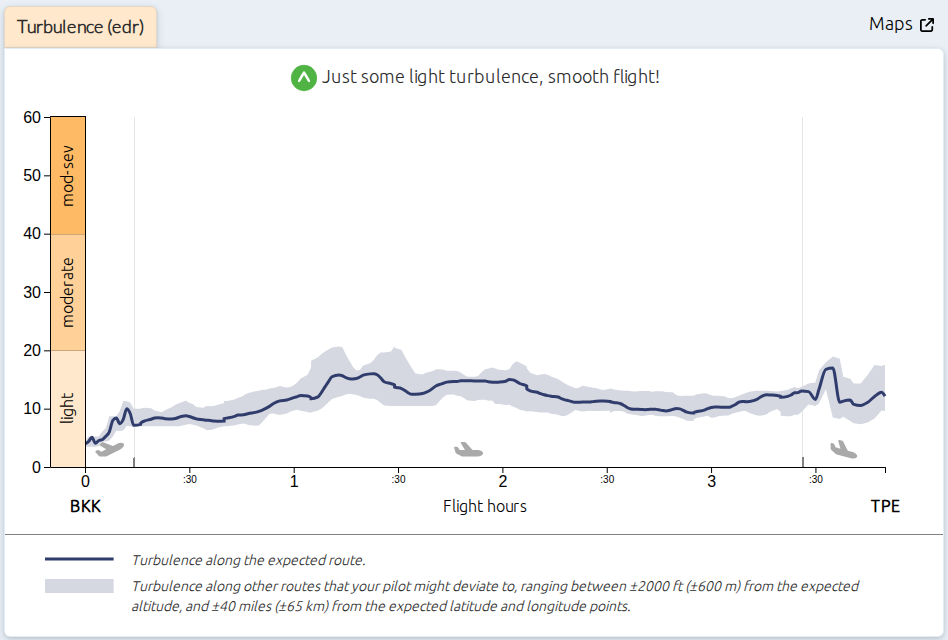 Turbulence (edr)
Maps
Just some light turbulence, smooth flight!
60
50
40
30
20
10
0
mod-sev
moderate
light
0 :30 1 :30 2 :30 3 :30
BKK Flight hours TPE
Turbulence along the expected route.
Turbulence along other routes that your pilot might deviate to, ranging between ±2000 ft (±600 m) from the expected
altitude, and ±40 miles (±65 km) from the expected latitude and longitude points.